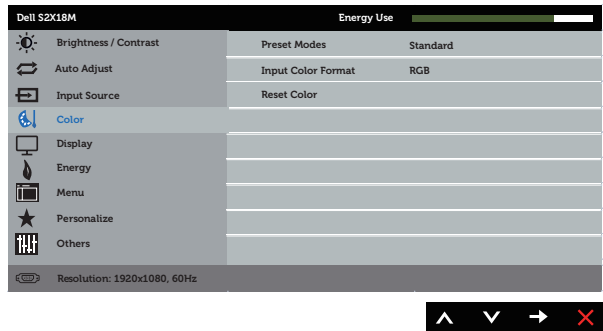 Dell S2X18M Energy Use
Brightness / Contrast Preset Modes Standard
Auto Adjust Input Color Format RGB
Input Source Reset Color
Color
Display
Energy
Menu
Personalize
Others
Resolution: 1920x1080, 60Hz